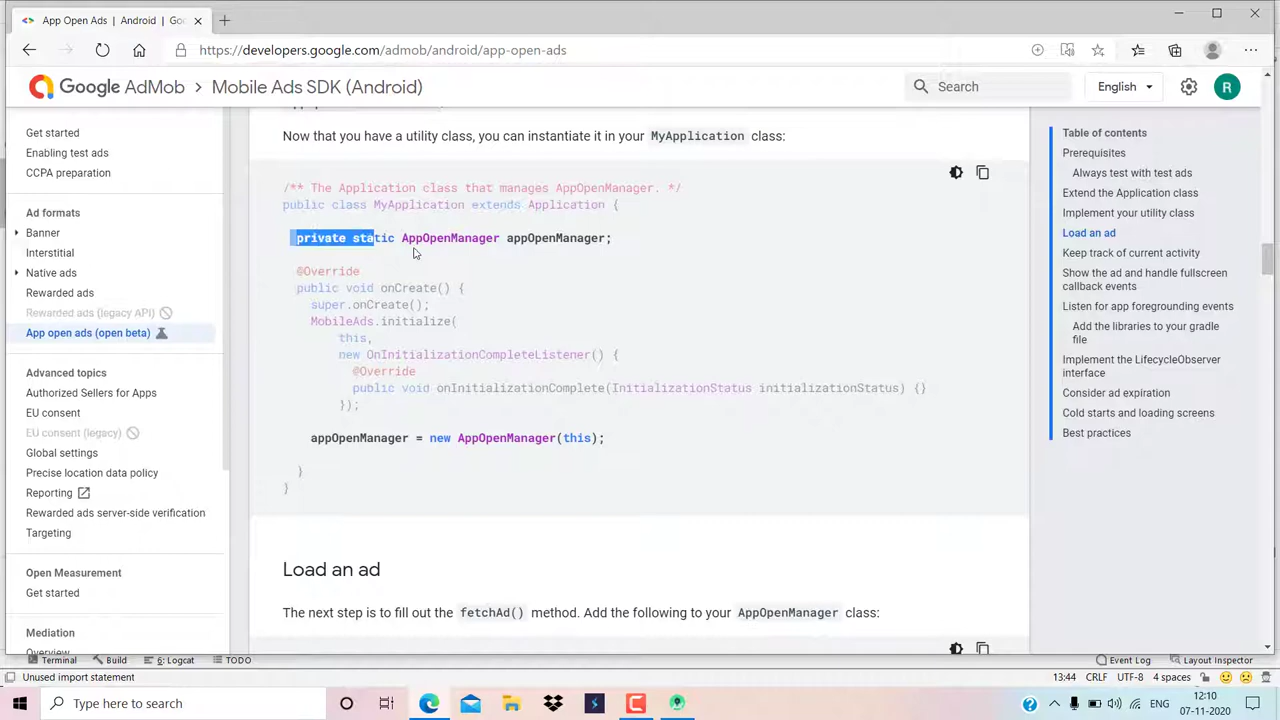 App Open Ads | Android | Goo
https://developers.google.com/admob/android/app-open-ads
Google AdMob
Mobile Ads SDK (Android)
Search
English
R
Get started
Enabling test ads
CCPA preparation
Ad formats
Banner
Interstitial
Native ads
Rewarded ads
Rewarded ads (legacy API)
App open ads (open beta)
Advanced topics
Authorized Sellers for Apps
EU consent
EU consent (legacy)
Global settings
Precise location data policy
Reporting
Rewarded ads server-side verification
Targeting
Open Measurement
Get started
Mediation
Overview
Now that you have a utility class, you can instantiate it in your MyApplication class:
/** The Application class that manages AppOpenManager. */
public class MyApplication extends Application {
private static AppOpenManager appOpenManager;
@Override
public void onCreate() {
super.onCreate();
MobileAds.initialize(
this,
new OnInitializationCompleteListener() {
@Override
public void onInitializationComplete(InitializationStatus initializationStatus) {}
});
appOpenManager = new AppOpenManager(this);
}
}
Load an ad
The next step is to fill out the fetchAd() method. Add the following to your AppOpenManager class:
Table of contents
Prerequisites
Always test with test ads
Extend the Application class
Implement your utility class
Load an ad
Keep track of current activity
Show the ad and handle fullscreen
callback events
Listen for app foregrounding events
Add the libraries to your gradle
file
Implement the LifecycleObserver
interface
Consider ad expiration
Cold starts and loading screens
Best practices
Terminal
Build
6: Logcat
TODO
Event Log
Layout Inspector
Unused import statement
13:44
CRLF
UTF-8
4 spaces
Type here to search
ENG
12:10
07-11-2020